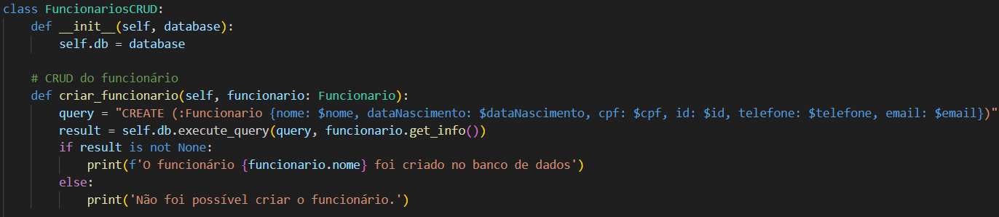 class FuncionariosCRUD:
    def __init__(self, database):
        self.db = database
    # CRUD do funcionário
    def criar_funcionario(self, funcionario: Funcionario):
        query = "CREATE (:Funcionario {nome: $nome, dataNascimento: $dataNascimento, cpf: $cpf, id: $id, telefone: $telefone, email: $email})"
        result = self.db.execute_query(query, funcionario.get_info())
        if result is not None:
            print(f'O funcionário {funcionario.nome} foi criado no banco de dados')
        else:
            print('Não foi possível criar o funcionário.')